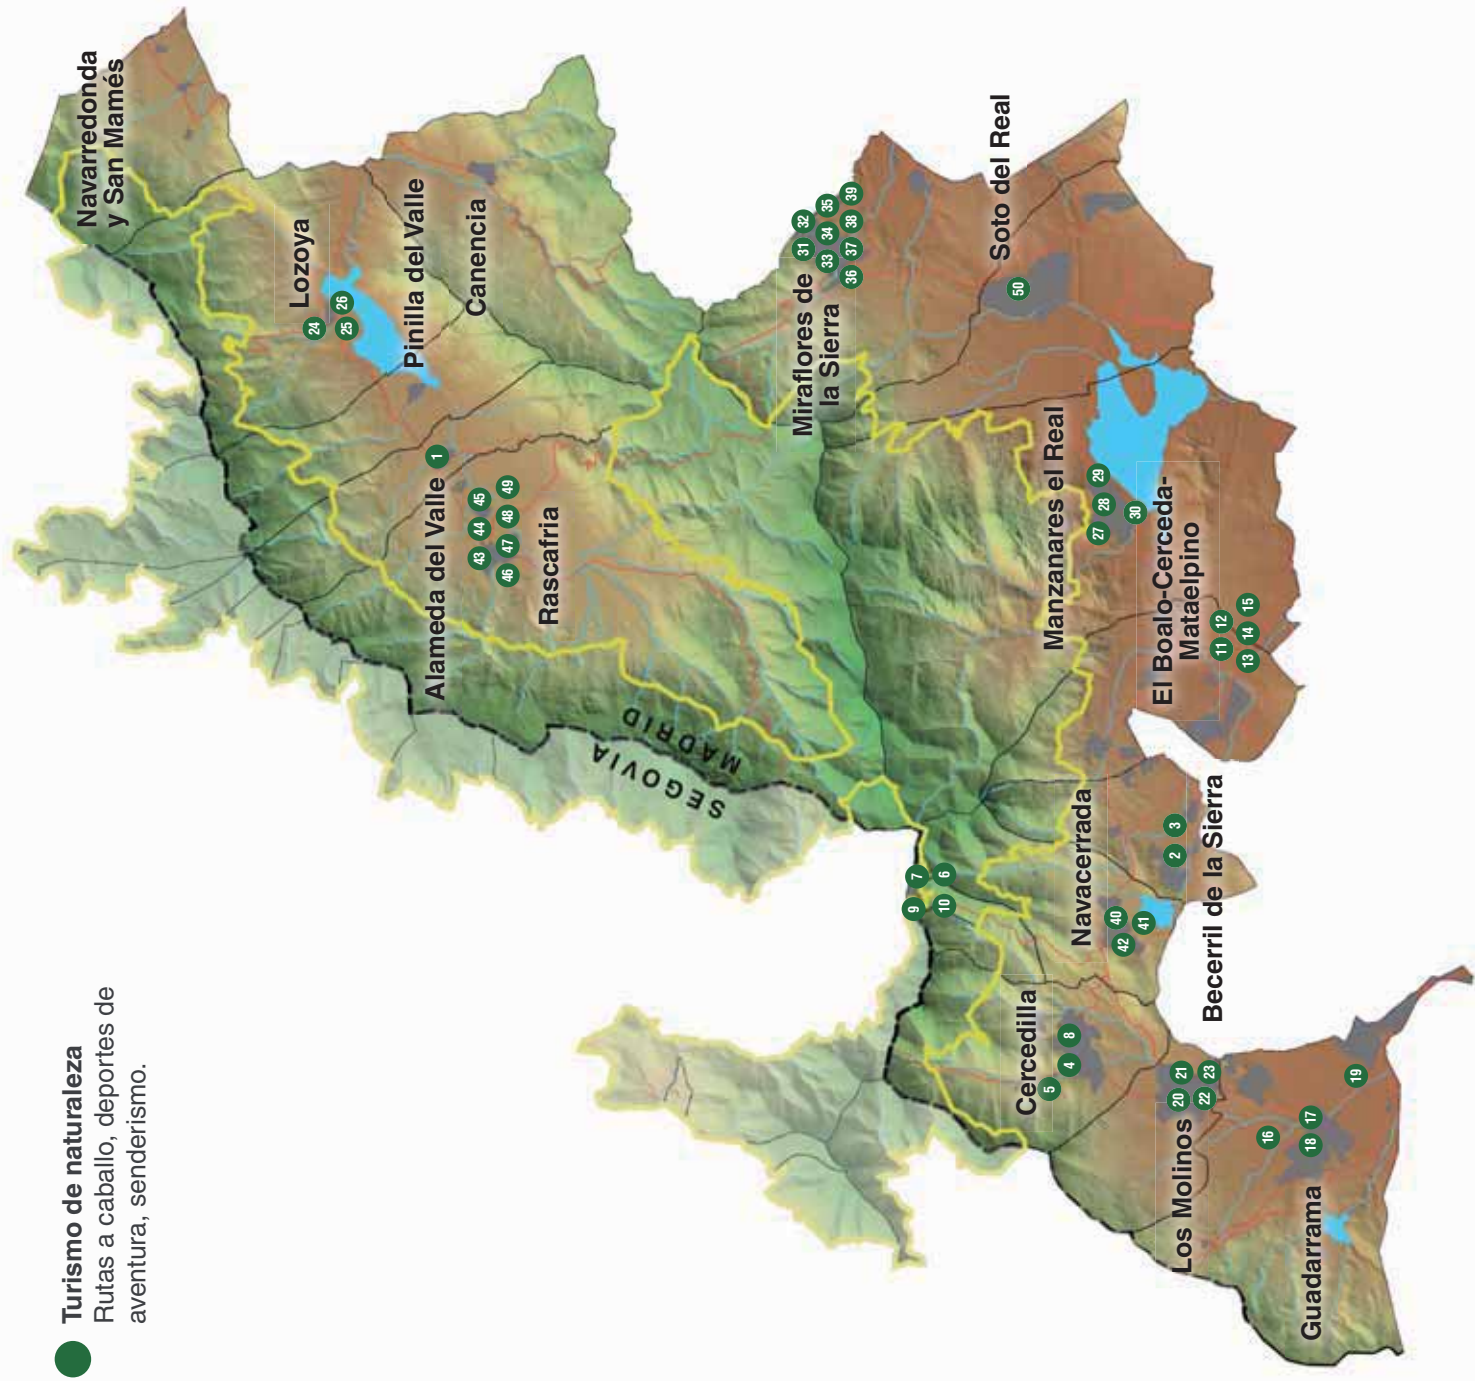 Turismo de naturaleza
Rutas a caballo, deportes de
aventura, senderismo.
Navarredonda
y San Mamés
Lozoya
24
25
26
Pinilla del Valle
Canencia
Alameda del Valle
1
43
44
45
46
47
48
49
Rascafria
SEGOVIA
MADRID
Miraflores de
la Sierra
31
32
33
34
35
36
37
38
39
Soto del Real
50
Manzanares el Real
27
28
29
30
El Boalo-Cerceda-
Mataelpino
11
12
13
14
15
Navacerrada
40
41
42
Becerril de la Sierra
2
3
7
6
9
10
Cercedilla
5
4
8
Los Molinos
20
21
22
23
Guadarrama
16
17
18
19